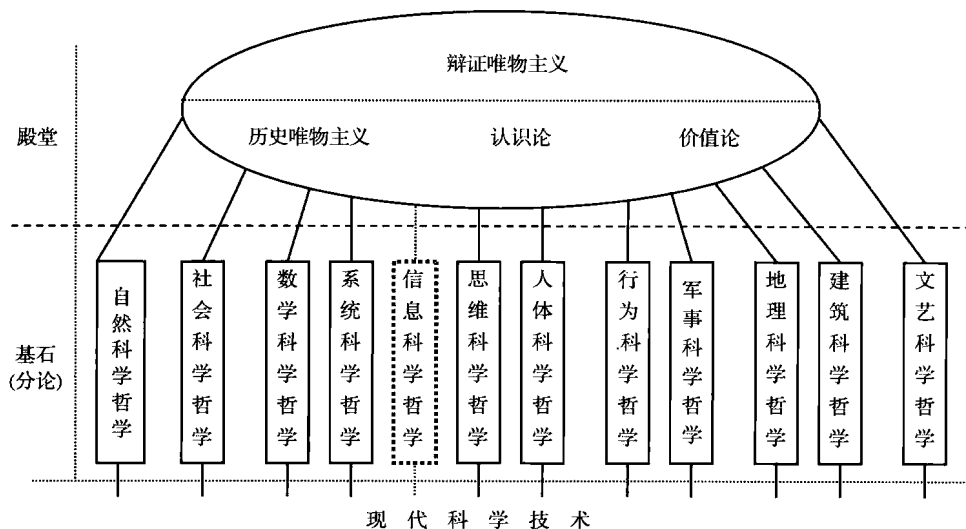 辩证唯物主义
殿堂
历史唯物主义 认识论 价值论
基石
(分论)
自然科学哲学
社会科学哲学
数学科学哲学
系统科学哲学
信息科学哲学
思维科学哲学
人体科学哲学
行为科学哲学
军事科学哲学
地理科学哲学
建筑科学哲学
文艺科学哲学
现代科学技术